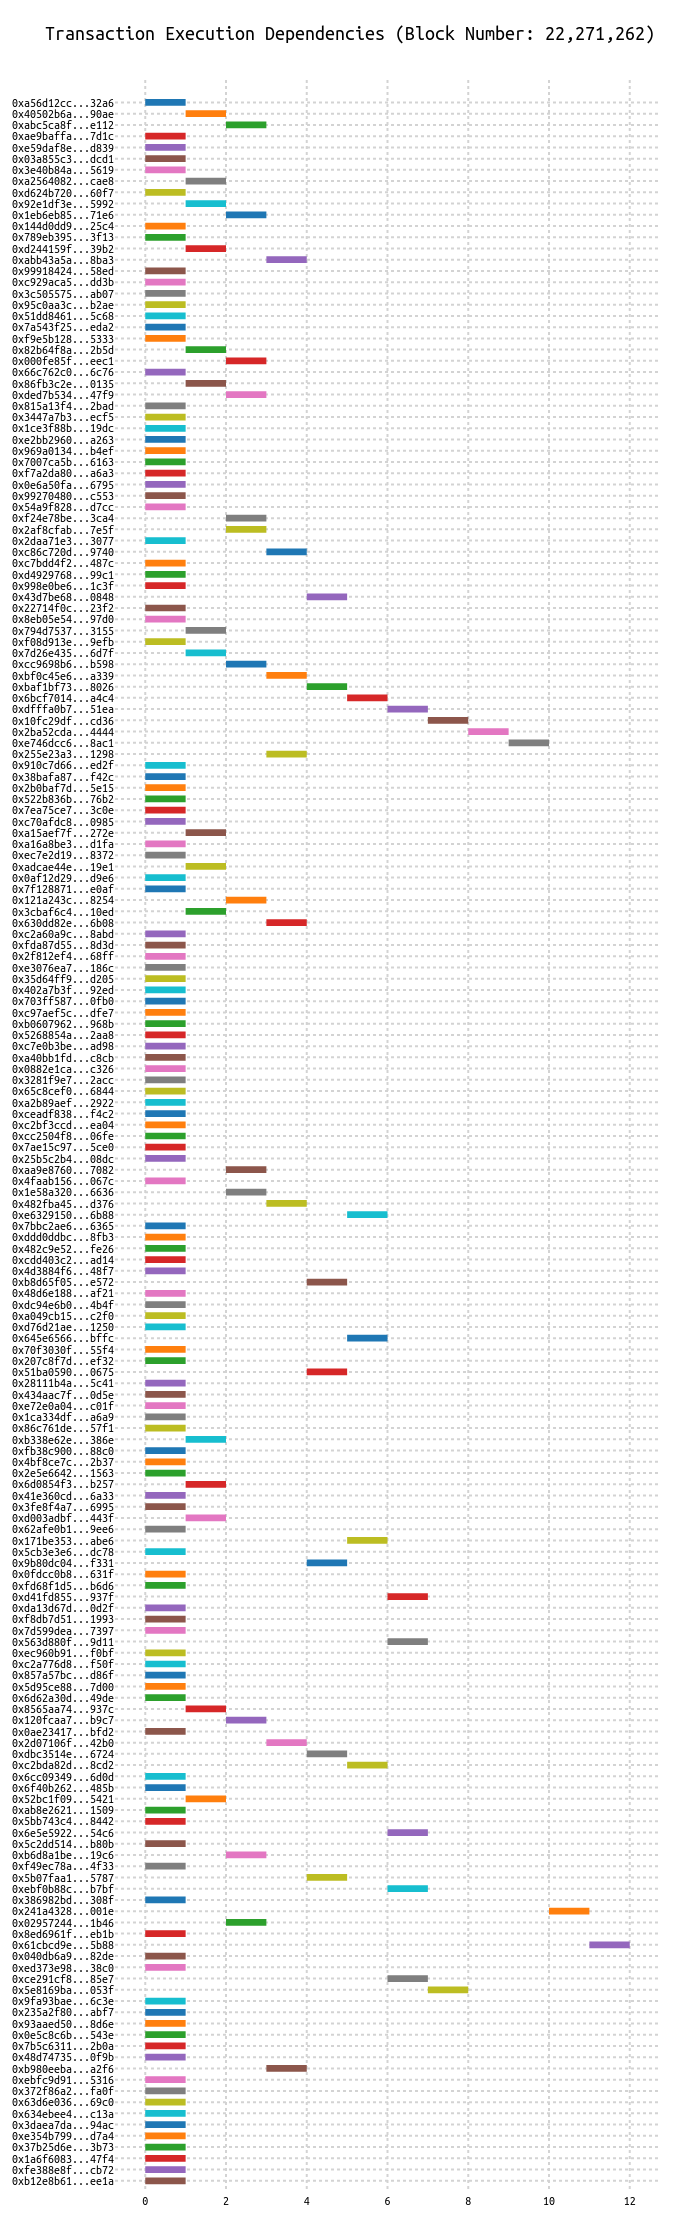 Transaction Execution Dependencies (Block Number: 22,271,262)
0xa56d12cc...32a6
0x40502b6a...90ae
0xabc5ca8f...e112
0xae9baffa...7d1c
0xe59daf8e...d839
0x03a855c3...dcd1
0x3e40b84a...5619
0xa2564082...cae8
0xd624b720...60f7
0x92e1df3e...5992
0x1eb6eb85...71e6
0x144d0dd9...25c4
0x789eb395...3f13
0xd244159f...39b2
0xabb43a5a...8ba3
0x99918424...58ed
0xc929aca5...dd3b
0x3c505575...ab07
0x95c0aa3c...b2ae
0x51dd8461...5c68
0x7a543f25...eda2
0xf9e5b128...5333
0x82b64f8a...2b5d
0x000fe85f...eec1
0x66c762c0...6c76
0x86fb3c2e...0135
0xded7b534...47f9
0x815a13f4...2bad
0x3447a7b3...ecf5
0x1ce3f88b...19dc
0xe2bb2960...a263
0x969a0134...b4ef
0x7007ca5b...6163
0xf7a2da80...a6a3
0x0e6a50fa...6795
0x99270480...c553
0x54a9f828...d7cc
0xf24e78be...3ca4
0x2af8cfab...7e5f
0x2daa71e3...3077
0xc86c720d...9740
0xc7bdd4f2...487c
0xd4929768...99c1
0x998e0be6...1c3f
0x43d7be68...0848
0x22714f0c...23f2
0x8eb05e54...97d0
0x794d7537...3155
0xf08d913e...9efb
0x7d26e435...6d7f
0xcc9698b6...b598
0xbf0c45e6...a339
0xbaf1bf73...8026
0x6bcf7014...a4c4
0xdfffa0b7...51ea
0x10fc29df...cd36
0x2ba52cda...4444
0xe746dcc6...8ac1
0x255e23a3...1298
0x910c7d66...ed2f
0x38bafa87...f42c
0x2b0baf7d...5e15
0x522b836b...76b2
0x7ea75ce7...3c0e
0xc70afdc8...0985
0xa15aef7f...272e
0xa16a8be3...d1fa
0xec7e2d19...8372
0xadcae44e...19e1
0x0af12d29...d9e6
0x7f128871...e0af
0x121a243c...8254
0x3cbaf6c4...10ed
0x630dd82e...6b08
0xc2a60a9c...8abd
0xfda87d55...8d3d
0x2f812ef4...68ff
0xe3076ea7...186c
0x35d64ff9...d205
0x402a7b3f...92ed
0x703ff587...0fb0
0xc97aef5c...dfe7
0xb0607962...968b
0x5268854a...2aa8
0xc7e0b3be...ad98
0xa40bb1fd...c8cb
0x0882e1ca...c326
0x3281f9e7...2acc
0x65c8cef0...6844
0xa2b89aef...2922
0xceadf838...f4c2
0xc2bf3ccd...ea04
0xcc2504f8...06fe
0x7ae15c97...5ce0
0x25b5c2b4...08dc
0xaa9e8760...7082
0x4faab156...067c
0x1e58a320...6636
0x482fba45...d376
0xe6329150...6b88
0x7bbc2ae6...6365
0xddd0ddbc...8fb3
0x482c9e52...fe26
0xcdd403c2...ad14
0x4d3884f6...48f7
0xb8d65f05...e572
0x48d6e188...af21
0xdc94e6b0...4b4f
0xa049cb15...c2f0
0xd76d21ae...1250
0x645e6566...bffc
0x70f3030f...55f4
0x207c8f7d...ef32
0x51ba0590...0675
0x28111b4a...5c41
0x434aac7f...0d5e
0xe72e0a04...c01f
0x1ca334df...a6a9
0x86c761de...57f1
0xb338e62e...386e
0xfb38c900...88c0
0x4bf8ce7c...2b37
0x2e5e6642...1563
0x6d0854f3...b257
0x41e360cd...6a33
0x3fe8f4a7...6995
0xd003adbf...443f
0x62afe0b1...9ee6
0x171be353...abe6
0x5cb3e3e6...dc78
0x9b80dc04...f331
0x0fdcc0b8...631f
0xfd68f1d5...b6d6
0xd41fd855...937f
0xda13d67d...0d2f
0xf8db7d51...1993
0x7d599dea...7397
0x563d880f...9d11
0xec960b91...f0bf
0xc2a776d8...f50f
0x857a57bc...d86f
0x5d95ce88...7d00
0x6d62a30d...49de
0x8565aa74...937c
0x120fcaa7...b9c7
0x0ae23417...bfd2
0x2d07106f...42b0
0xdbc3514e...6724
0xc2bda82d...8cd2
0x6cc09349...6d0d
0x6f40b262...485b
0x52bc1f09...5421
0xab8e2621...1509
0x5bb743c4...8442
0x6e5e5922...54c6
0x5c2dd514...b80b
0xb6d8a1be...19c6
0xf49ec78a...4f33
0x5b07faa1...5787
0xebf0b88c...b7bf
0x386982bd...308f
0x241a4328...001e
0x02957244...1b46
0x8ed6961f...eb1b
0x61cbcd9e...5b88
0x040db6a9...82de
0xed373e98...38c0
0xce291cf8...85e7
0x5e8169ba...053f
0x9fa93bae...6c3e
0x235a2f80...abf7
0x93aaed50...8d6e
0x0e5c8c6b...543e
0x7b5c6311...2b0a
0x48d74735...0f9b
0xb980eeba...a2f6
0xebfc9d91...5316
0x372f86a2...fa0f
0x63d6e036...69c0
0x634ebee4...c13a
0x3daea7da...94ac
0xe354b799...d7a4
0x37b25d6e...3b73
0x1a6f6083...47f4
0xfe388e8f...cb72
0xb12e8b61...ee1a
0 2 4 6 8 10 12